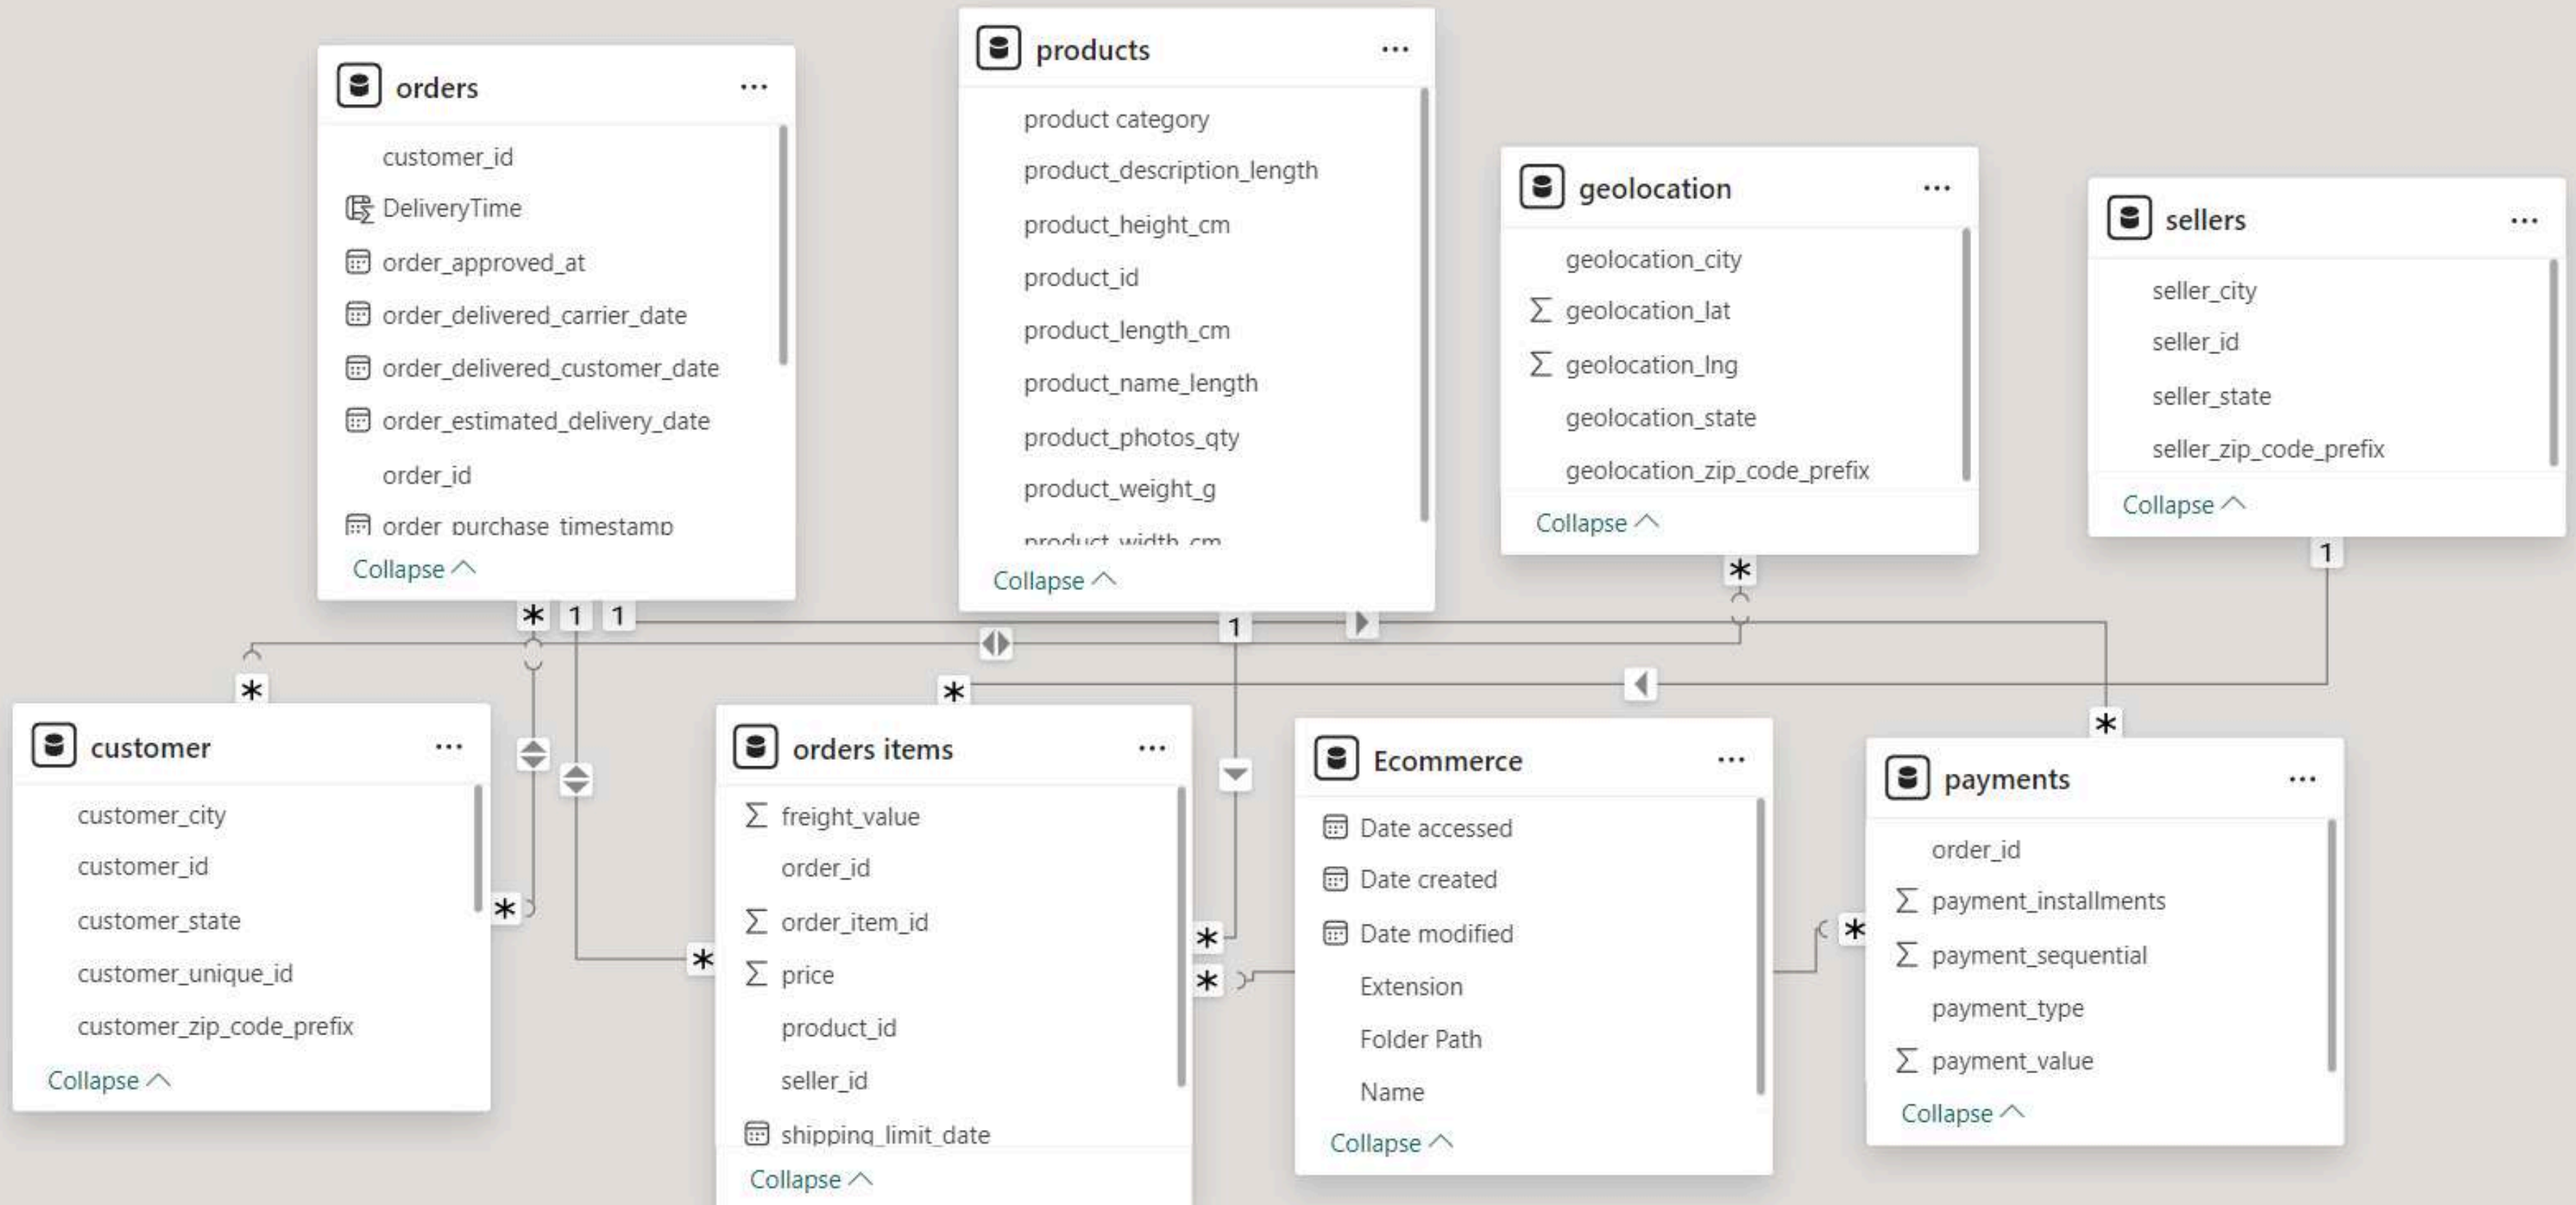 orders
customer_id
DeliveryTime
order_approved_at
order_delivered_carrier_date
order_delivered_customer_date
order_estimated_delivery_date
order_id
order_purchase_timestamp
Collapse
products
product category
product_description_length
product_height_cm
product_id
product_length_cm
product_name_length
product_photos_qty
product_weight_g
product_width_cm
Collapse
geolocation
geolocation_city
geolocation_lat
geolocation_lng
geolocation_state
geolocation_zip_code_prefix
Collapse
sellers
seller_city
seller_id
seller_state
seller_zip_code_prefix
Collapse
* 1 1
1
*
1
*
*
*
customer
customer_city
customer_id
customer_state
customer_unique_id
customer_zip_code_prefix
Collapse
*
*
orders items
freight_value
order_id
order_item_id
price
product_id
seller_id
shipping_limit_date
Collapse
*
*
Ecommerce
Date accessed
Date created
Date modified
Extension
Folder Path
Name
Collapse
*
payments
order_id
payment_installments
payment_sequential
payment_type
payment_value
Collapse